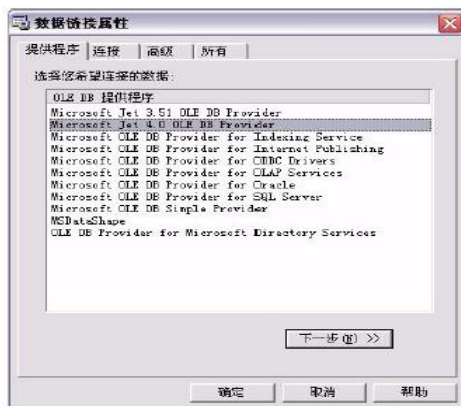 数据链接属性
提供程序 连接 高级 所有
选择您希望连接的数据:
OLE DB 提供程序
Microsoft Jet 3.51 OLE DB Provider
Microsoft Jet 4.0 OLE DB Provider
Microsoft OLE DB Provider for Indexing Service
Microsoft OLE DB Provider for Internet Publishing
Microsoft OLE DB Provider for ODBC Drivers
Microsoft OLE DB Provider for OLAP Services
Microsoft OLE DB Provider for Oracle
Microsoft OLE DB Provider for SQL Server
Microsoft OLE DB Simple Provider
MSDataShape
OLE DB Provider for Microsoft Directory Services
下一步(N) >>
确定 取消 帮助